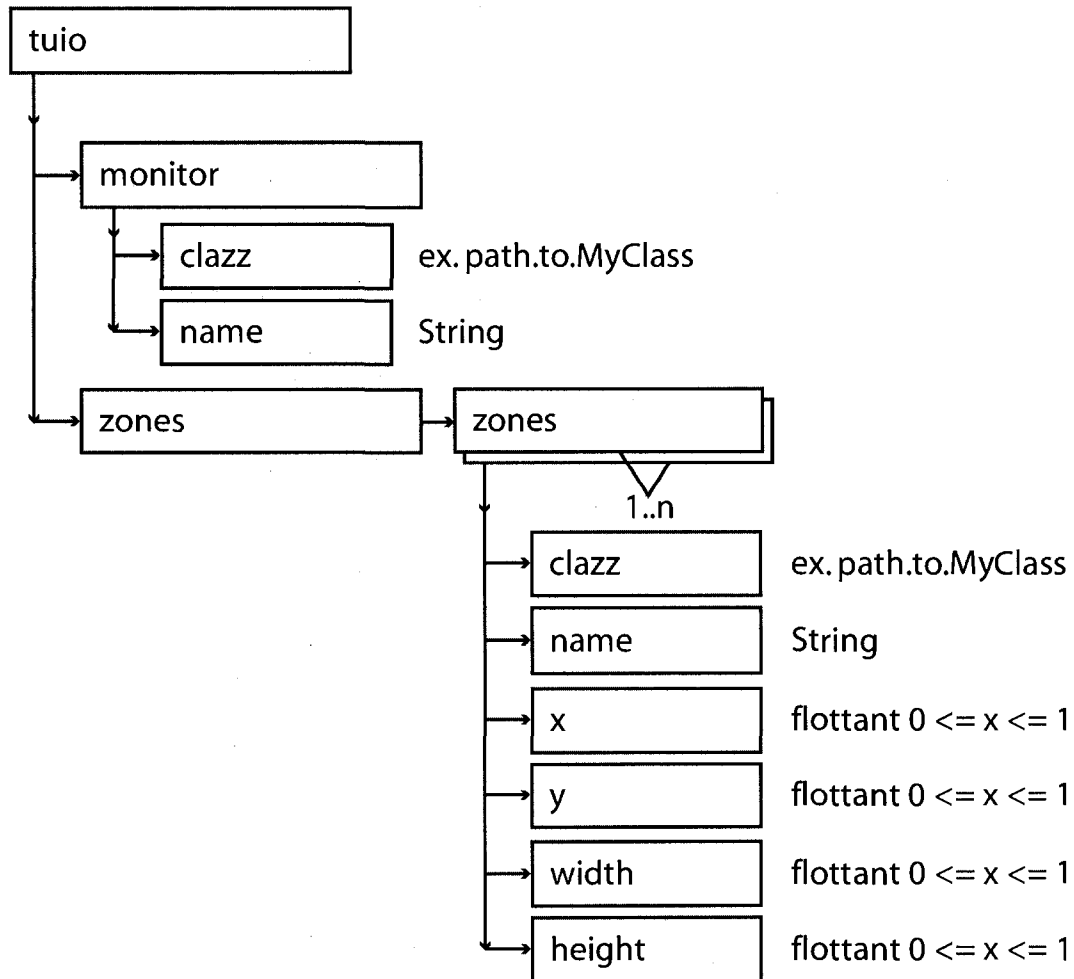 tuio
monitor
clazz ex. path.to.MyClass
name String
zones zones
1..n
clazz ex. path.to.MyClass
name String
x flottant 0 <= x <= 1
y flottant 0 <= x <= 1
width flottant 0 <= x <= 1
height flottant 0 <= x <= 1